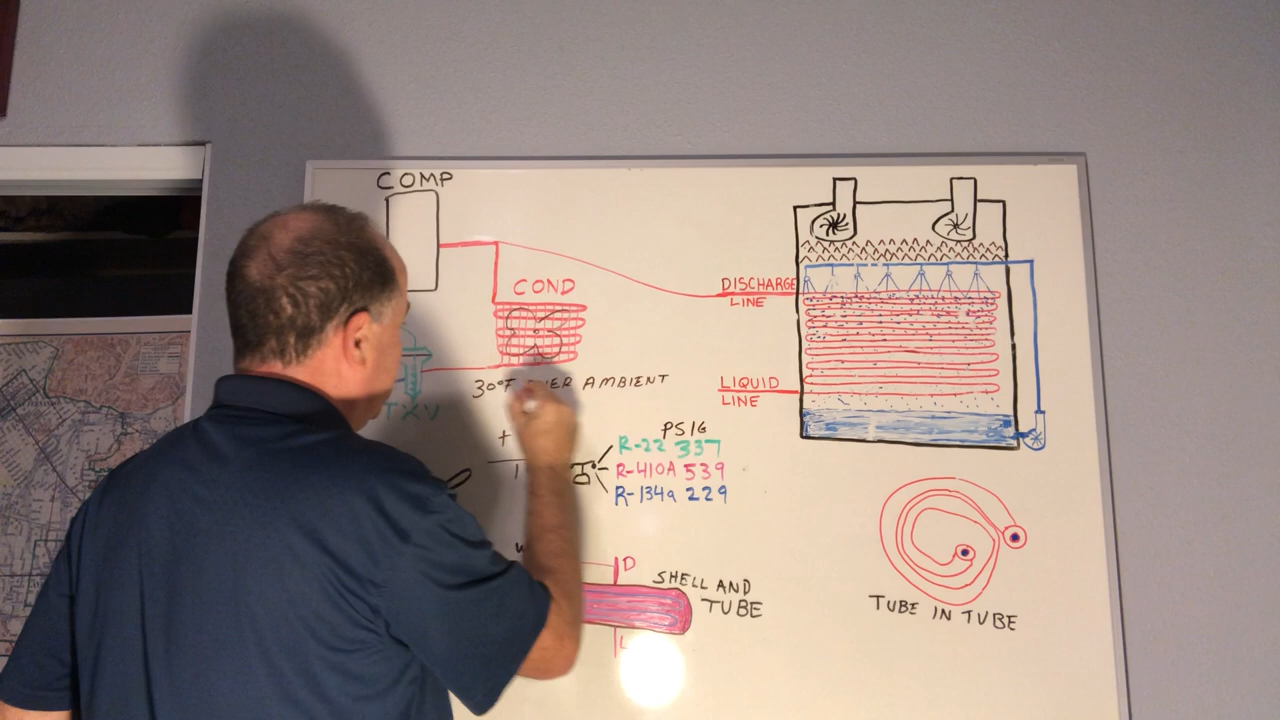 COMP
COND
DISCHARGE
LINE
TXV
30°F OVER AMBIENT
LIQUID
LINE
+
PSIG
R-22 337
R-410A 539
R-134a 229
D
SHELL AND
TUBE
L
TUBE IN TUBE